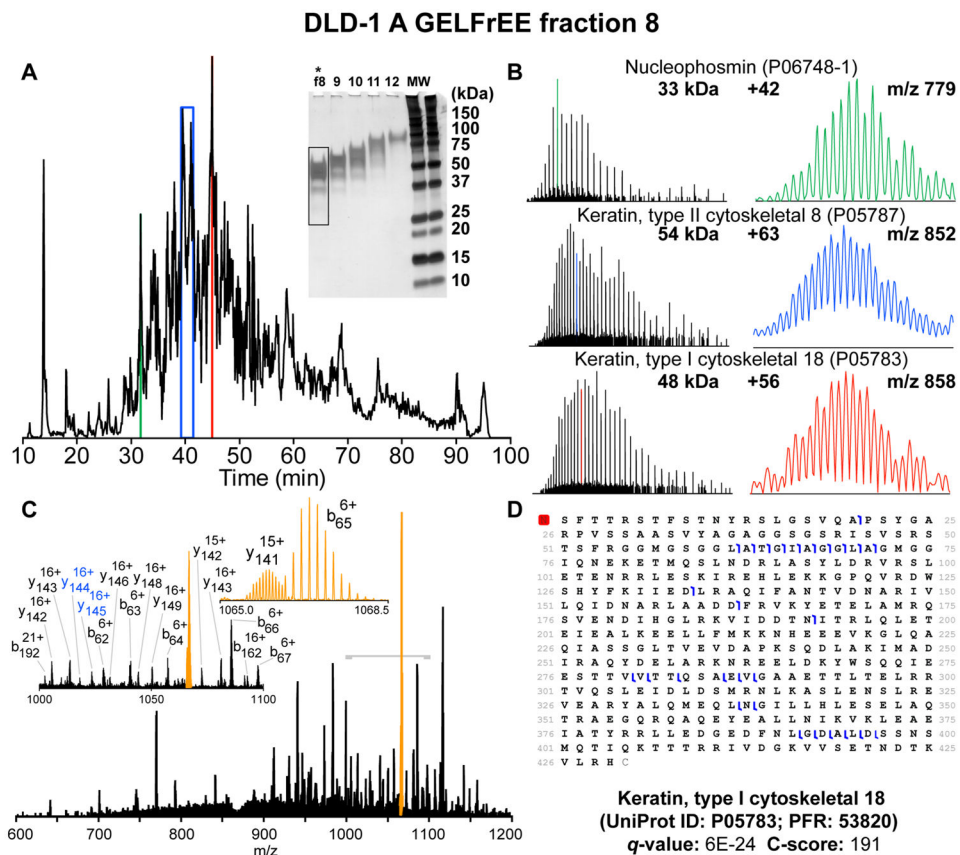 DLD-1 A GELFrEE fraction 8
A
*
f8 9 10 11 12 MW (kDa)
150
100
75
50
37
25
20
15
10
10 20 30 40 50 60 70 80 90 100
Time (min)
B
Nucleophosmin (P06748-1)
33 kDa +42 m/z 779
Keratin, type II cytoskeletal 8 (P05787)
54 kDa +63 m/z 852
Keratin, type I cytoskeletal 18 (P05783)
48 kDa +56 m/z 858
C
b192 21+
y142 16+
y143 16+
y144 16+
y145 16+
b62 6+
y146 16+
b63 6+
y148 16+
y149 16+
b64 6+
y142 15+
y143 15+
b66 6+
b162 16+
b67 6+
y141 15+
b65 6+
1065.0 1068.5
1000 1050 1100
600 700 800 900 1000 1100 1200
m/z
D
S F T T R S T F S T N Y R S L G S V Q A P S Y G A 25
26 R P V S S A A S V Y A G A G G S G S R I S V S R S 50
51 T S F R G G M G S G G L A T G I A G G L A G M G G 75
76 I Q N E K E T M Q S L N D R L A S Y L D R V R S L 100
101 E T E N R R L E S K I R E H L E K K G P Q V R D W 125
126 S H Y F K I I E D L R A Q I F A N T V D N A R I V 150
151 L Q I D N A R L A A D D F R V K Y E T E L A M R Q 175
176 S V E N D I H G L R K V I D D T N I T R L Q L E T 200
201 E I E A L K E E L L F M K K N H E E E V K G L Q A 225
226 Q I A S S G L T V E V D A P K S Q D L A K I M A D 250
251 I R A Q Y D E L A R K N R E E L D K Y W S Q Q I E 275
276 E S T T V V T T Q S A E V G A A E T T L T E L R R 300
301 T V Q S L E I D L D S M R N L K A S L E N S L R E 325
326 V E A R Y A L Q M E Q L N G I L L H L E S E L A Q 350
351 T R A E G Q R Q A Q E Y E A L L N I K V K L E A E 375
376 I A T Y R R L L E D G E D F N L G D A L D S S N S 400
401 M Q T I Q K T T T R R I V D G K V V S E T N D T K 425
426 V L R H C
Keratin, type I cytoskeletal 18
(UniProt ID: P05783; PFR: 53820)
q-value: 6E-24 C-score: 191